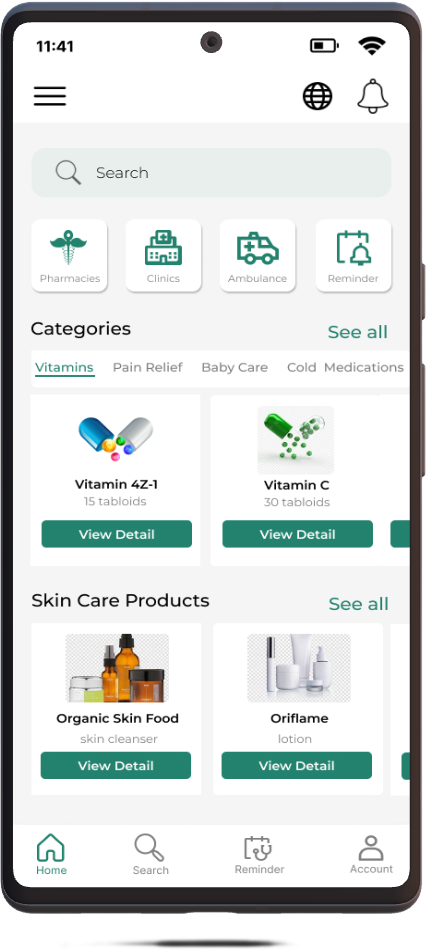 11:41
Search
Pharmacies Clinics Ambulance Reminder
Categories See all
Vitamins Pain Relief Baby Care Cold Medications
Vitamin 4Z-1 Vitamin C
15 tabloids 30 tabloids
View Detail View Detail
Skin Care Products See all
Organic Skin Food Oriflame
skin cleanser lotion
View Detail View Detail
Home Search Reminder Account